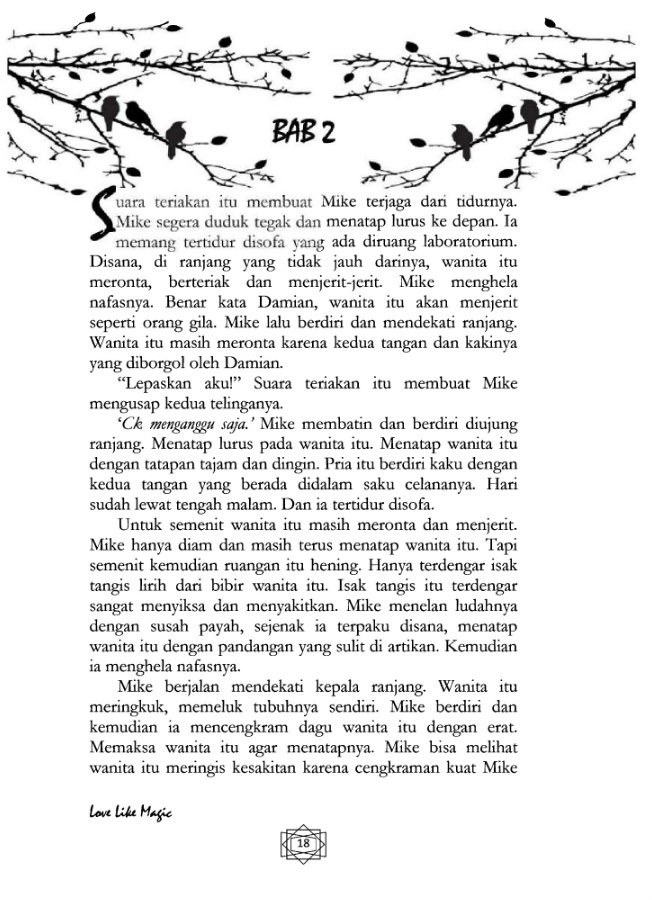 BAB 2
Suara teriakan itu membuat Mike terjaga dari tidurnya.
Mike segera duduk tegak dan menatap lurus ke depan. Ia
memang tertidur disofa yang ada diruang laboratorium.
Disana, di ranjang yang tidak jauh darinya, wanita itu
meronta, berteriak dan menjerit-jerit. Mike menghela
nafasnya. Benar kata Damian, wanita itu akan menjerit
seperti orang gila. Mike lalu berdiri dan mendekati ranjang.
Wanita itu masih meronta karena kedua tangan dan kakinya
yang diborgol oleh Damian.
“Lepaskan aku!” Suara teriakan itu membuat Mike
mengusap kedua telinganya.
‘Ck menganggu saja.’ Mike membatin dan berdiri diujung
ranjang. Menatap lurus pada wanita itu. Menatap wanita itu
dengan tatapan tajam dan dingin. Pria itu berdiri kaku dengan
kedua tangan yang berada didalam saku celananya. Hari
sudah lewat tengah malam. Dan ia tertidur disofa.
Untuk semenit wanita itu masih meronta dan menjerit.
Mike hanya diam dan masih terus menatap wanita itu. Tapi
semenit kemudian ruangan itu hening. Hanya terdengar isak
tangis lirih dari bibir wanita itu. Isak tangis itu terdengar
sangat menyiksa dan menyakitkan. Mike menelan ludahnya
dengan susah payah, sejenak ia terpaku disana, menatap
wanita itu dengan pandangan yang sulit di artikan. Kemudian
ia menghela nafasnya.
Mike berjalan mendekati kepala ranjang. Wanita itu
meringkuk, memeluk tubuhnya sendiri. Mike berdiri dan
kemudian ia mencengkram dagu wanita itu dengan erat.
Memaksa wanita itu agar menatapnya. Mike bisa melihat
wanita itu meringis kesakitan karena cengkraman kuat Mike
Love Like Magic
18